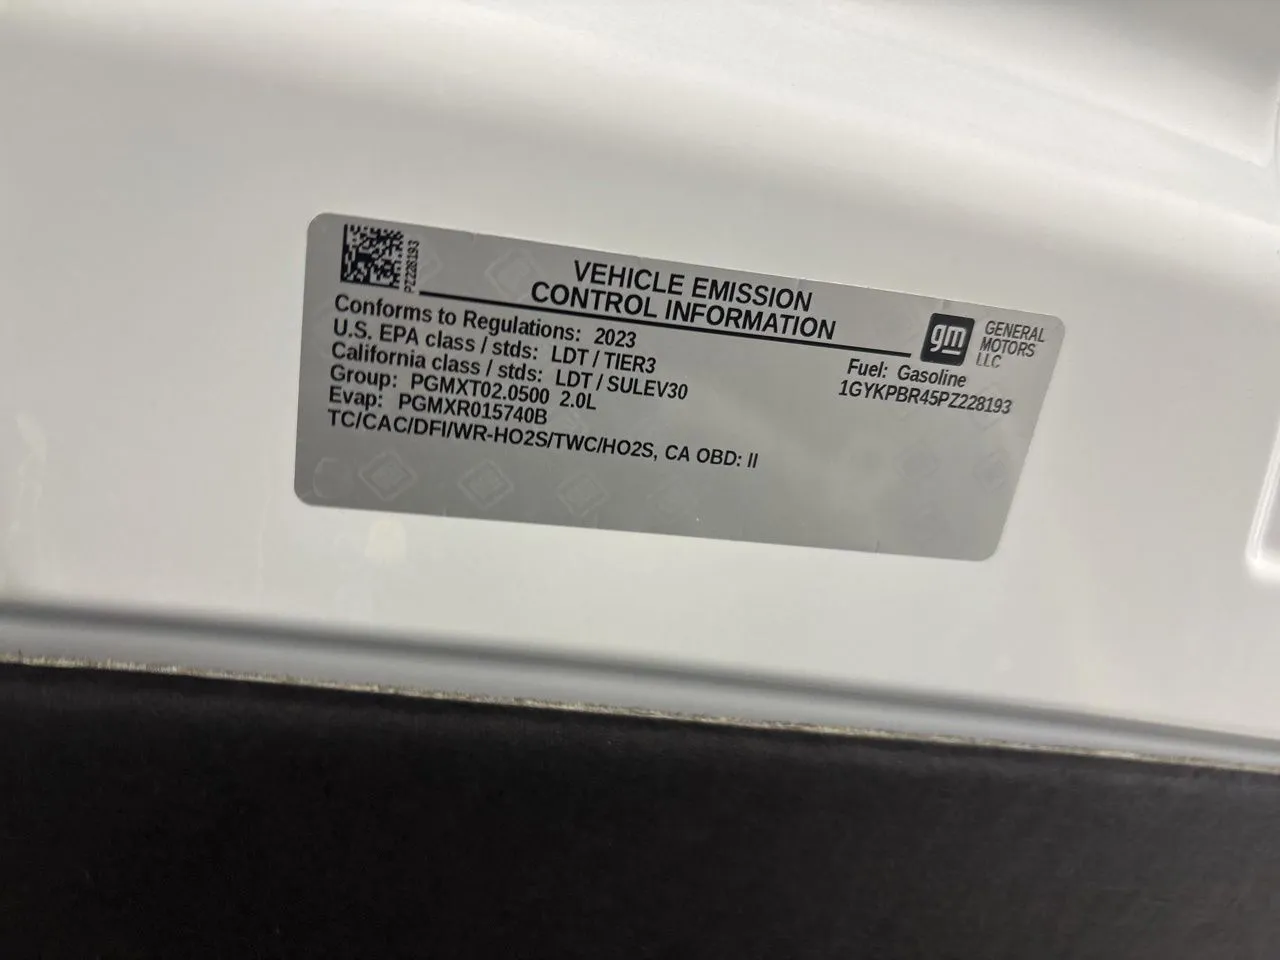 PZ228193
VEHICLE EMISSION
CONTROL INFORMATION
gm
GENERAL
MOTORS
LLC
Conforms to Regulations: 2023
U.S. EPA class / stds: LDT / TIER3
California class / stds: LDT / SULEV30
Group: PGMXT02.0500 2.0L
Evap: PGMXR015740B
TC/CAC/DFI/WR-HO2S/TWC/HO2S, CA OBD: II
Fuel: Gasoline
1GYKPBR45PZ228193